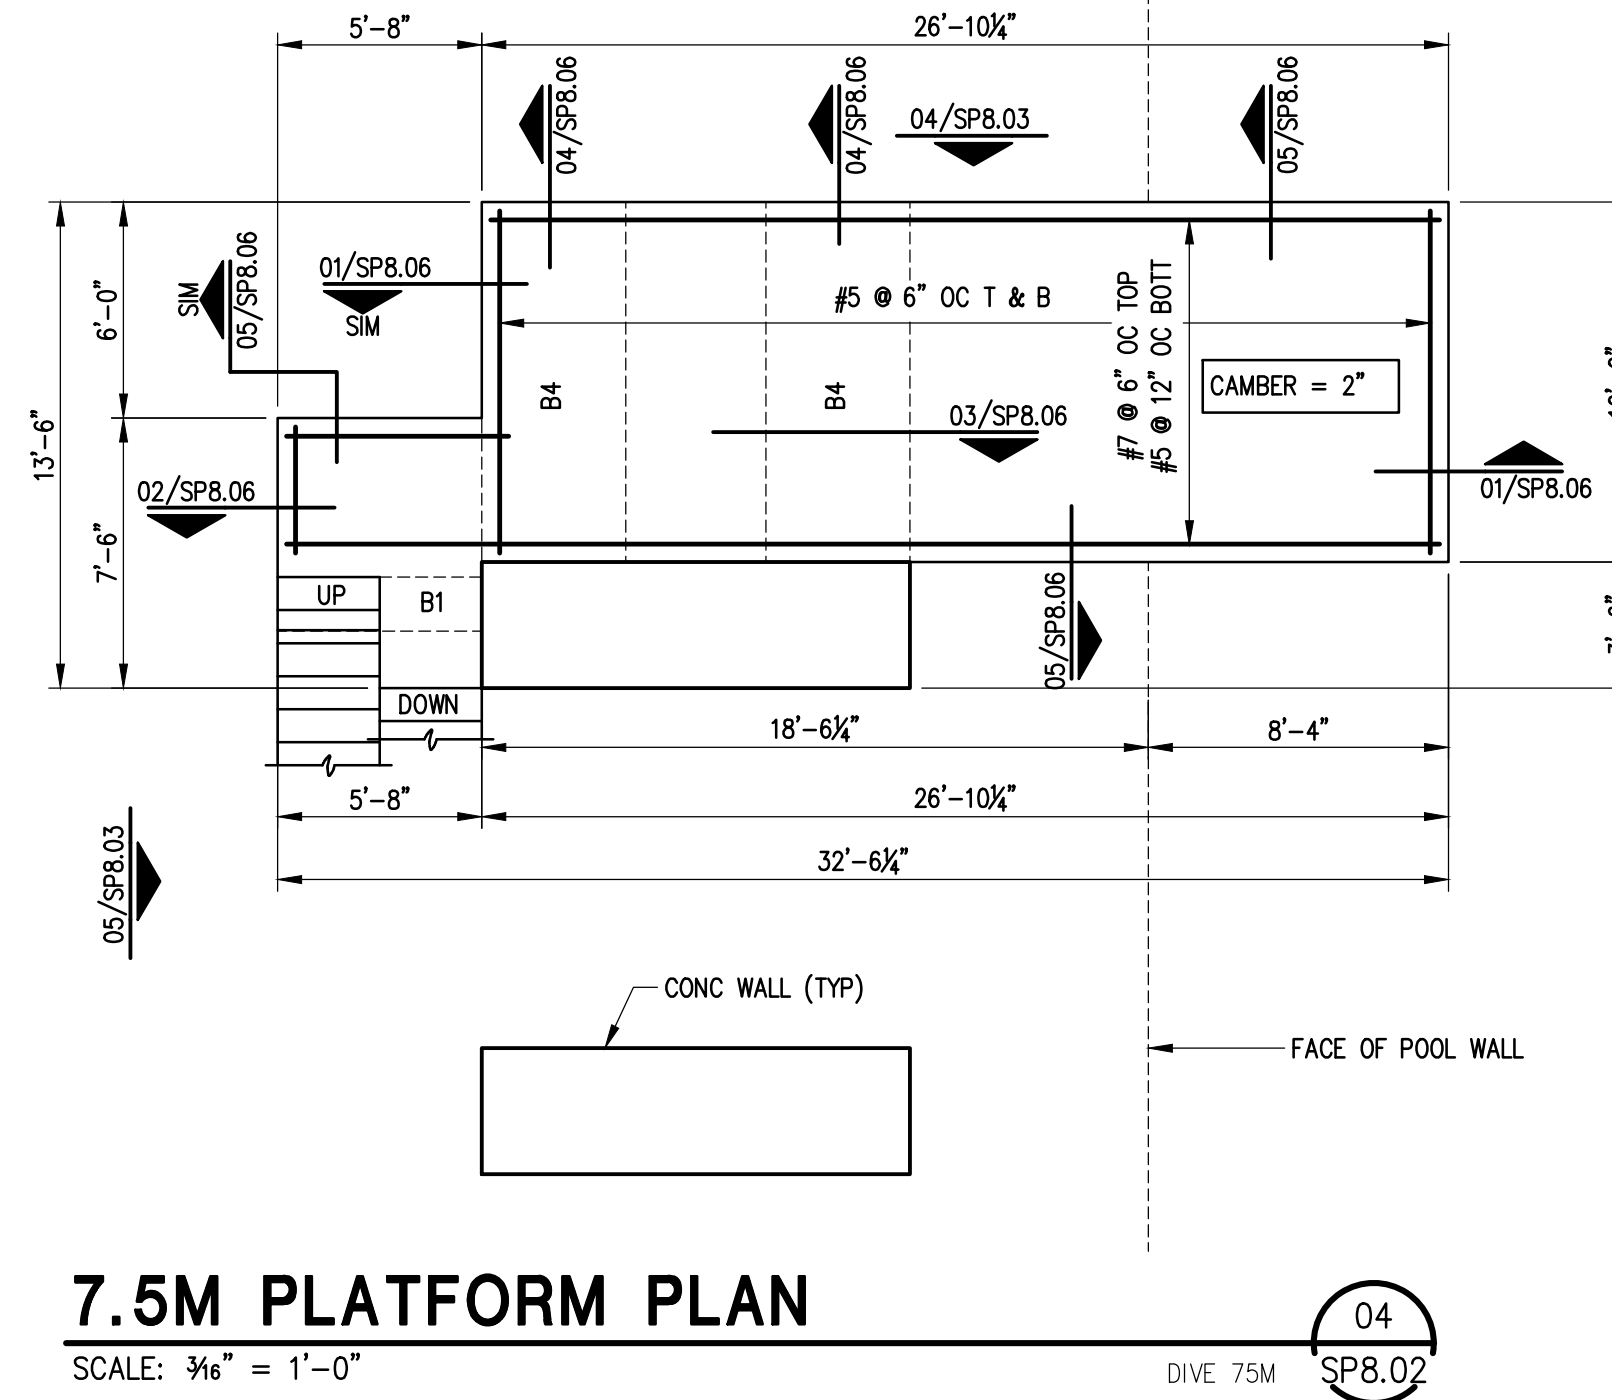 5'-8"
26'-10¼"
04/SP8.06
04/SP8.06
04/SP8.03
05/SP8.06
SIM
05/SP8.06
01/SP8.06
SIM
6'-0"
#5 @ 6" OC T & B
#7 @ 6" OC TOP
#5 @ 12" OC BOTT
CAMBER = 2"
B4
B4
03/SP8.06
13'-6"
02/SP8.06
01/SP8.06
7'-6"
UP
B1
05/SP8.06
DOWN
18'-6¼"
8'-4"
5'-8"
26'-10¼"
32'-6¼"
05/SP8.03
CONC WALL (TYP)
FACE OF POOL WALL
7.5M PLATFORM PLAN
04
SCALE: 3/16" = 1'-0"
DIVE 75M
SP8.02